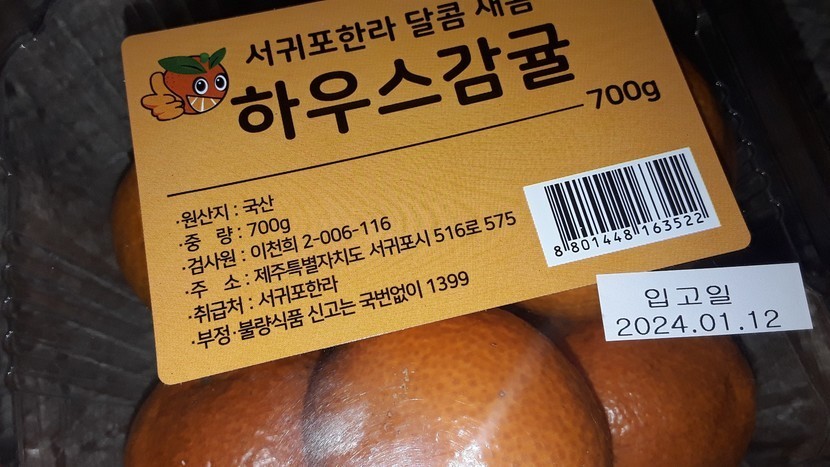 서귀포한라 달콤 새콤
하우스감귤
700g
·원산지 : 국산
·중 량 : 700g
·검사원 : 이천희 2-006-116
·주 소 : 제주특별자치도 서귀포시 516로 575
·취급처 : 서귀포한라
·부정·불량식품 신고는 국번없이 1399
8 801448 163522
입고일
2024.01.12